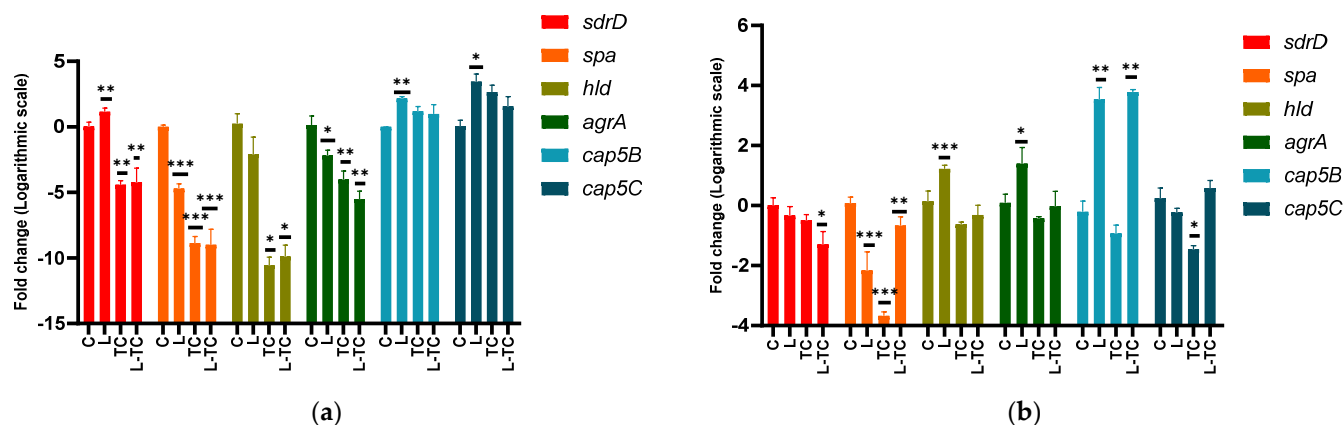 Fold change (Logarithmic scale)
5
0
-5
-10
-15
** ** **
*** *** ***
* *
* ** **
**
*
C L TC L-TC C L TC L-TC C L TC L-TC C L TC L-TC C L TC L-TC C L TC L-TC
sdrD
spa
hld
agrA
cap5B
cap5C
(a)
Fold change (Logarithmic scale)
6
4
2
0
-2
-4
*
*** *** **
***
*
** **
*
C L TC L-TC C L TC L-TC C L TC L-TC C L TC L-TC C L TC L-TC C L TC L-TC
sdrD
spa
hld
agrA
cap5B
cap5C
(b)